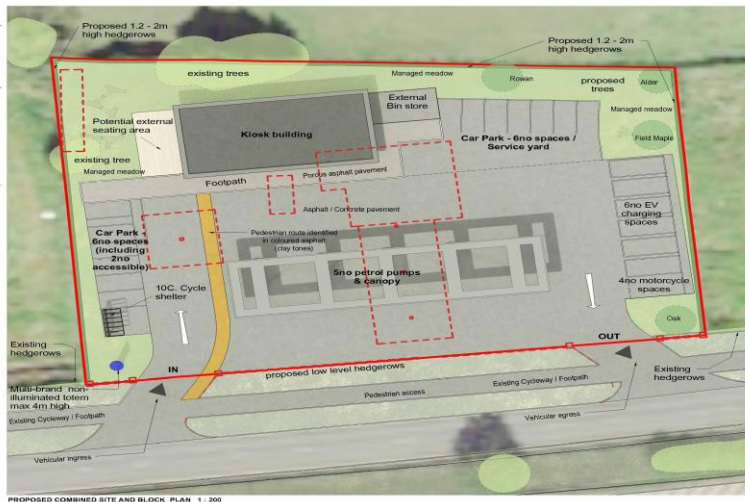 Proposed 1.2 - 2m
high hedgerows
Proposed 1.2 - 2m
high hedgerows
existing trees
Managed meadow
Rowan
proposed
trees
Alder
Managed meadow
Field Maple
External
Bin store
Potential external
seating area
Kiosk building
Car Park - 6no spaces /
Service yard
existing tree
Managed meadow
Footpath
Porous asphalt pavement
Asphalt / Concrete pavement
Car Park -
6no spaces
(including
2no
accessible)
Pedestrian route identified
in coloured asphalt
(clay tones)
6no EV
charging
spaces
5no petrol pumps
& canopy
10C. Cycle
shelter
4no motorcycle
spaces
Oak
Existing
hedgerows
IN
OUT
proposed low level hedgerows
Multi-brand non-
illuminated totem
max 4m high
Existing Cycleway / Footpath
Pedestrian access
Existing Cycleway / Footpath
Existing
hedgerows
Vehicular ingress
Vehicular egress
PROPOSED COMBINED SITE AND BLOCK PLAN 1 : 200